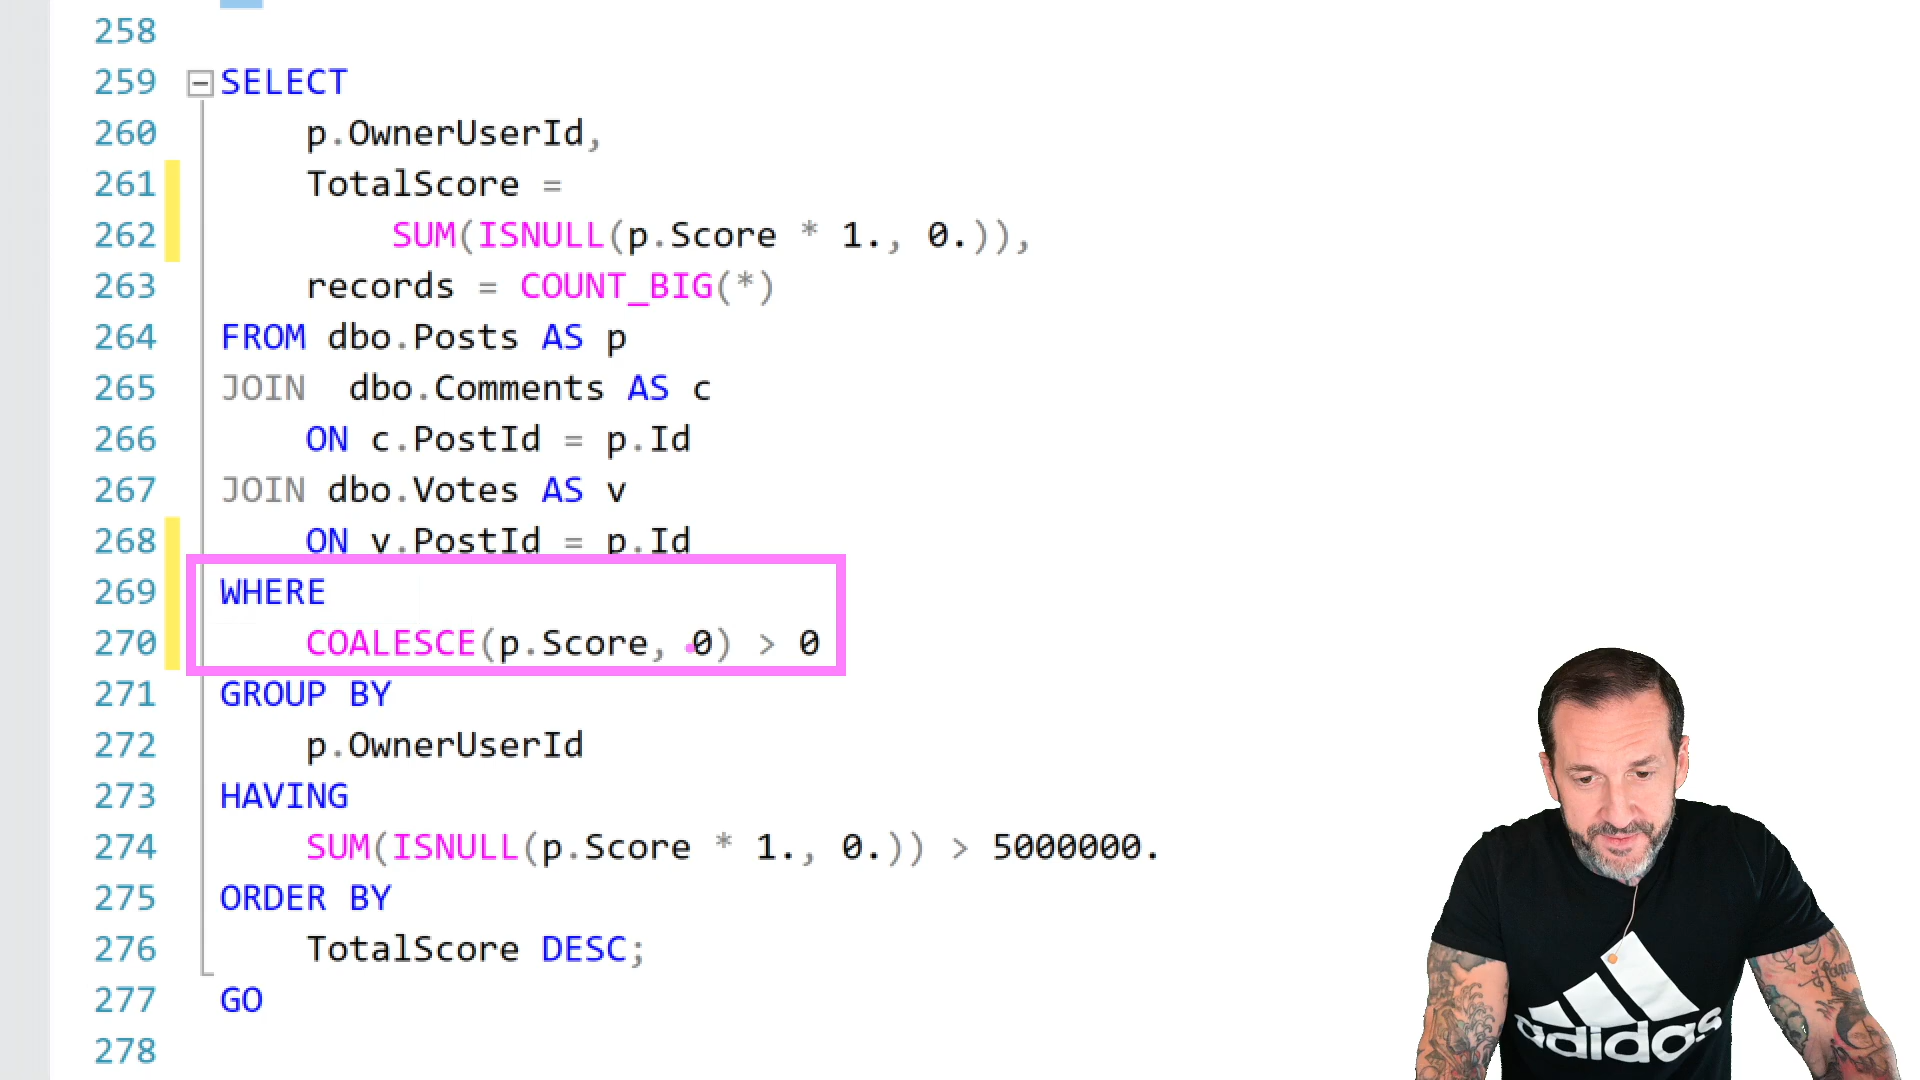 258
259 SELECT
260 p.OwnerUserId,
261 TotalScore =
262 SUM(ISNULL(p.Score * 1., 0.)),
263 records = COUNT_BIG(*)
264 FROM dbo.Posts AS p
265 JOIN  dbo.Comments AS c
266 ON c.PostId = p.Id
267 JOIN dbo.Votes AS v
268 ON v.PostId = p.Id
269 WHERE
270 COALESCE(p.Score, 0) > 0
271 GROUP BY
272 p.OwnerUserId
273 HAVING
274 SUM(ISNULL(p.Score * 1., 0.)) > 5000000.
275 ORDER BY
276 TotalScore DESC;
277 GO
278
adidas